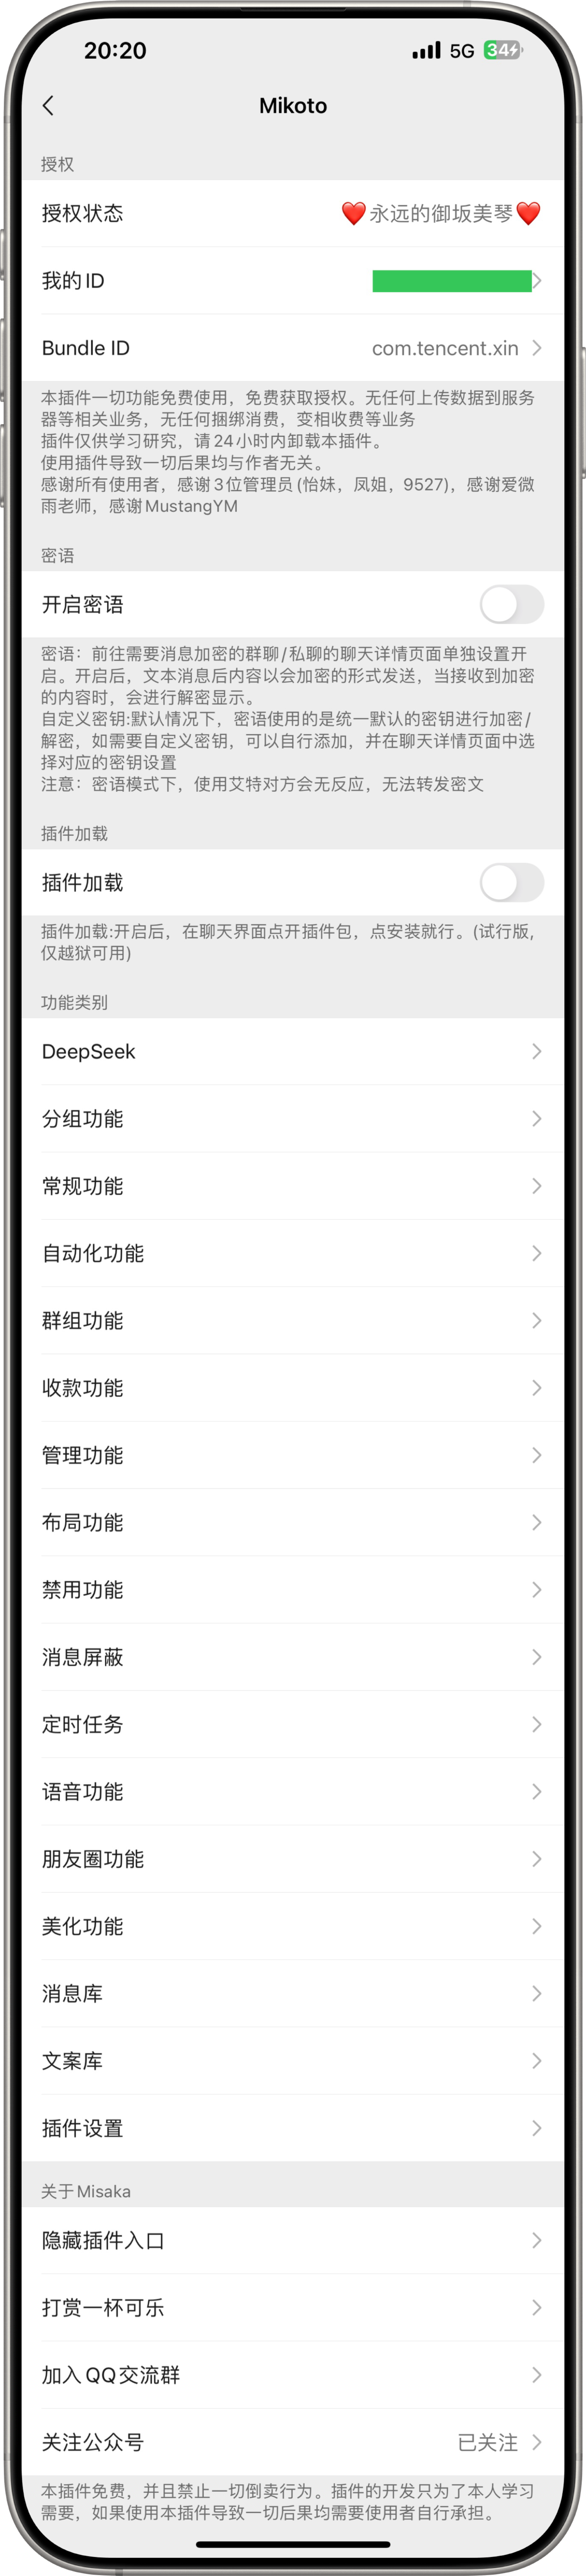 20:20
5G
34
Mikoto
授权
授权状态
❤️永远的御坂美琴❤️
我的ID
Bundle ID
com.tencent.xin
本插件一切功能免费使用，免费获取授权。无任何上传数据到服务
器等相关业务，无任何捆绑消费，变相收费等业务
插件仅供学习研究，请24小时内卸载本插件。
使用插件导致一切后果均与作者无关。
感谢所有使用者，感谢3位管理员(怡妹，凤姐，9527)，感谢爱微
雨老师，感谢MustangYM
密语
开启密语
密语：前往需要消息加密的群聊/私聊的聊天详情页面单独设置开
启。开启后，文本消息后内容以会加密的形式发送，当接收到加密
的内容时，会进行解密显示。
自定义密钥:默认情况下，密语使用的是统一默认的密钥进行加密/
解密，如需要自定义密钥，可以自行添加，并在聊天详情页面中选
择对应的密钥设置
注意：密语模式下，使用艾特对方会无反应，无法转发密文
插件加载
插件加载
插件加载:开启后，在聊天界面点开插件包，点安装就行。(试行版，
仅越狱可用)
功能类别
DeepSeek
分组功能
常规功能
自动化功能
群组功能
收款功能
管理功能
布局功能
禁用功能
消息屏蔽
定时任务
语音功能
朋友圈功能
美化功能
消息库
文案库
插件设置
关于Misaka
隐藏插件入口
打赏一杯可乐
加入QQ交流群
关注公众号
已关注
本插件免费，并且禁止一切倒卖行为。插件的开发只为了本人学习
需要，如果使用本插件导致一切后果均需要使用者自行承担。